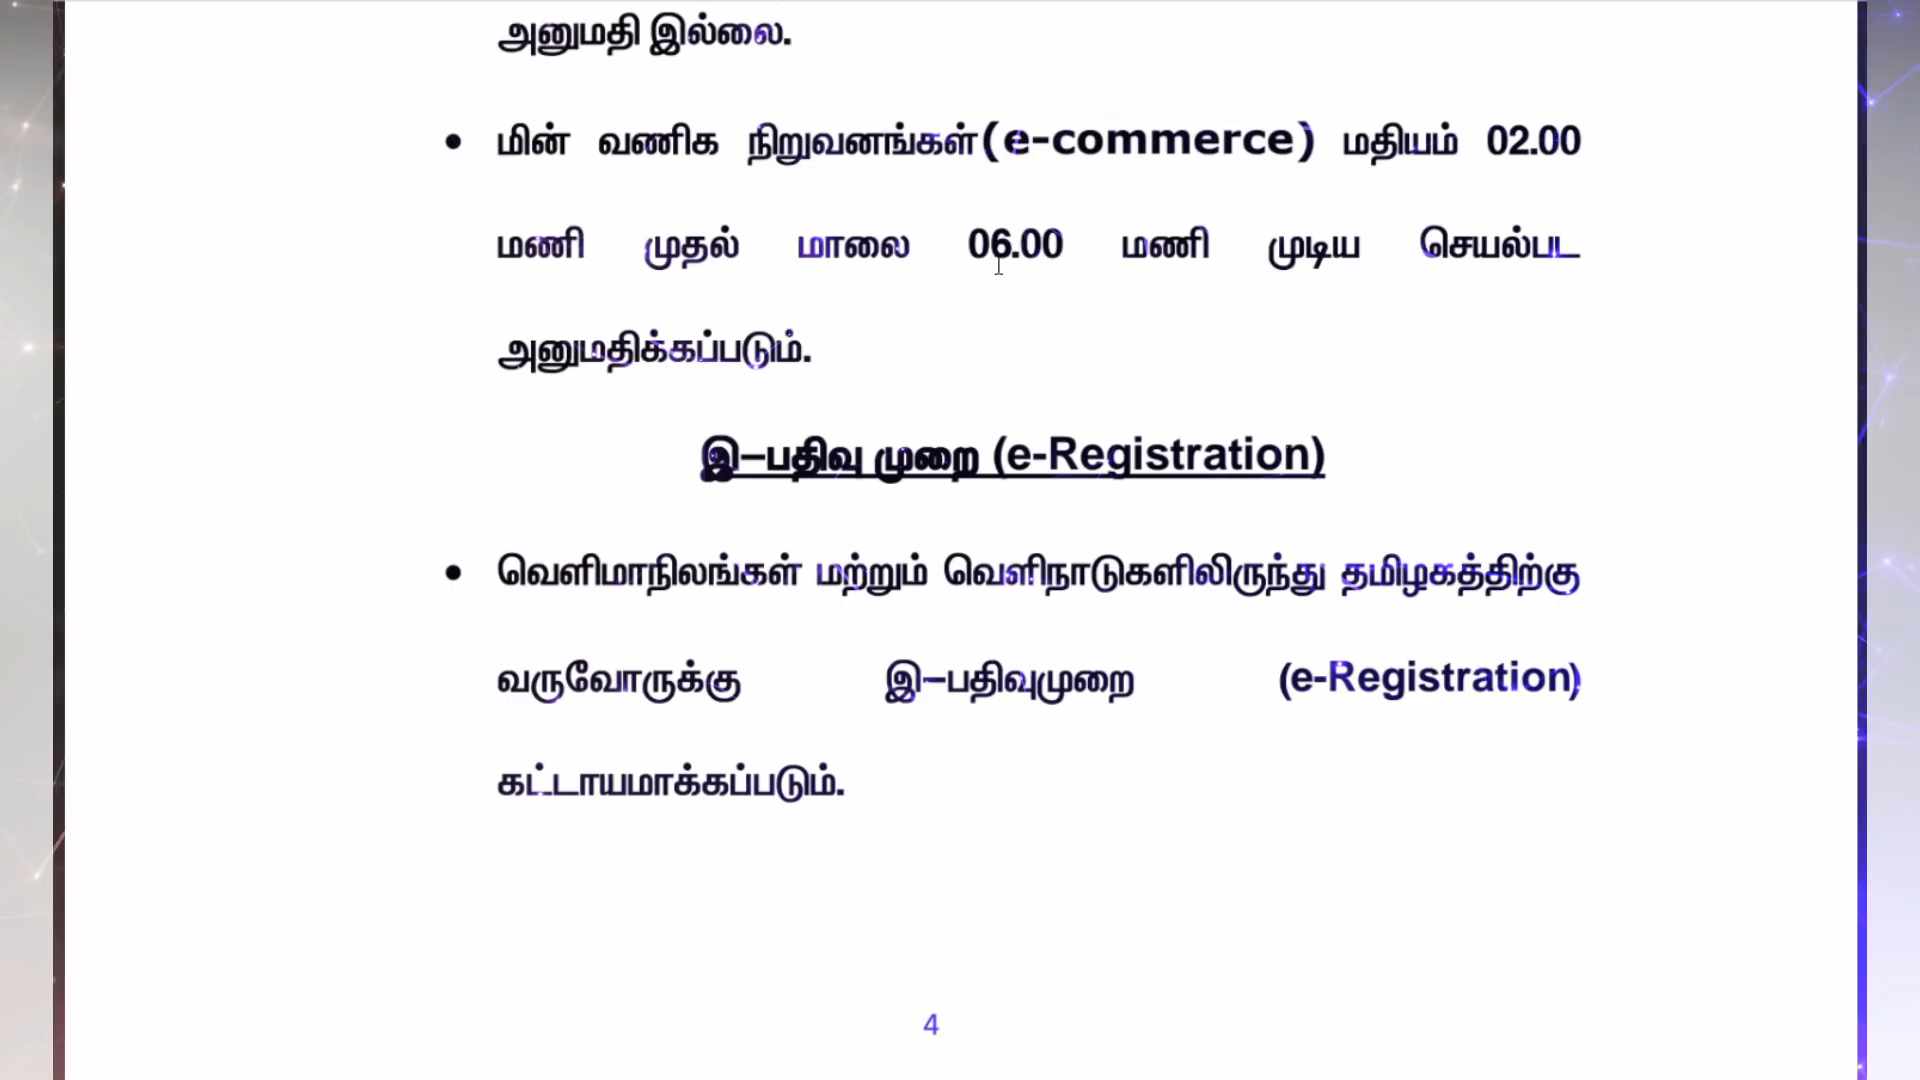 அனுமதி இல்லை.
• மின் வணிக நிறுவனங்கள்(e-commerce) மதியம் 02.00
மணி முதல் மாலை 06.00 மணி முடிய செயல்பட
அனுமதிக்கப்படும்.
இ–பதிவு முறை (e-Registration)
• வெளிமாநிலங்கள் மற்றும் வெளிநாடுகளிலிருந்து தமிழகத்திற்கு
வருவோருக்கு இ–பதிவுமுறை (e-Registration)
கட்டாயமாக்கப்படும்.
4